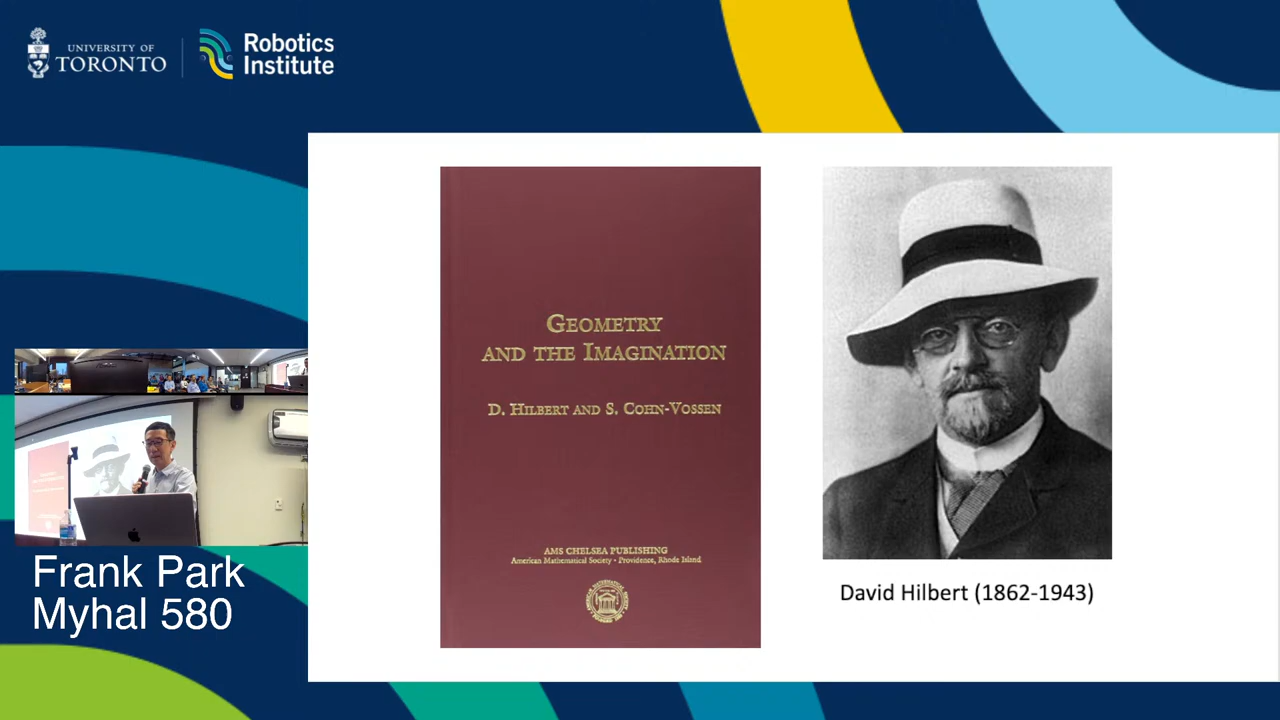 UNIVERSITY OF
TORONTO
Robotics
Institute
GEOMETRY
AND THE IMAGINATION
D. HILBERT AND S. COHN-VOSSEN
AMS CHELSEA PUBLISHING
American Mathematical Society • Providence, Rhode Island
David Hilbert (1862-1943)
Frank Park
Myhal 580